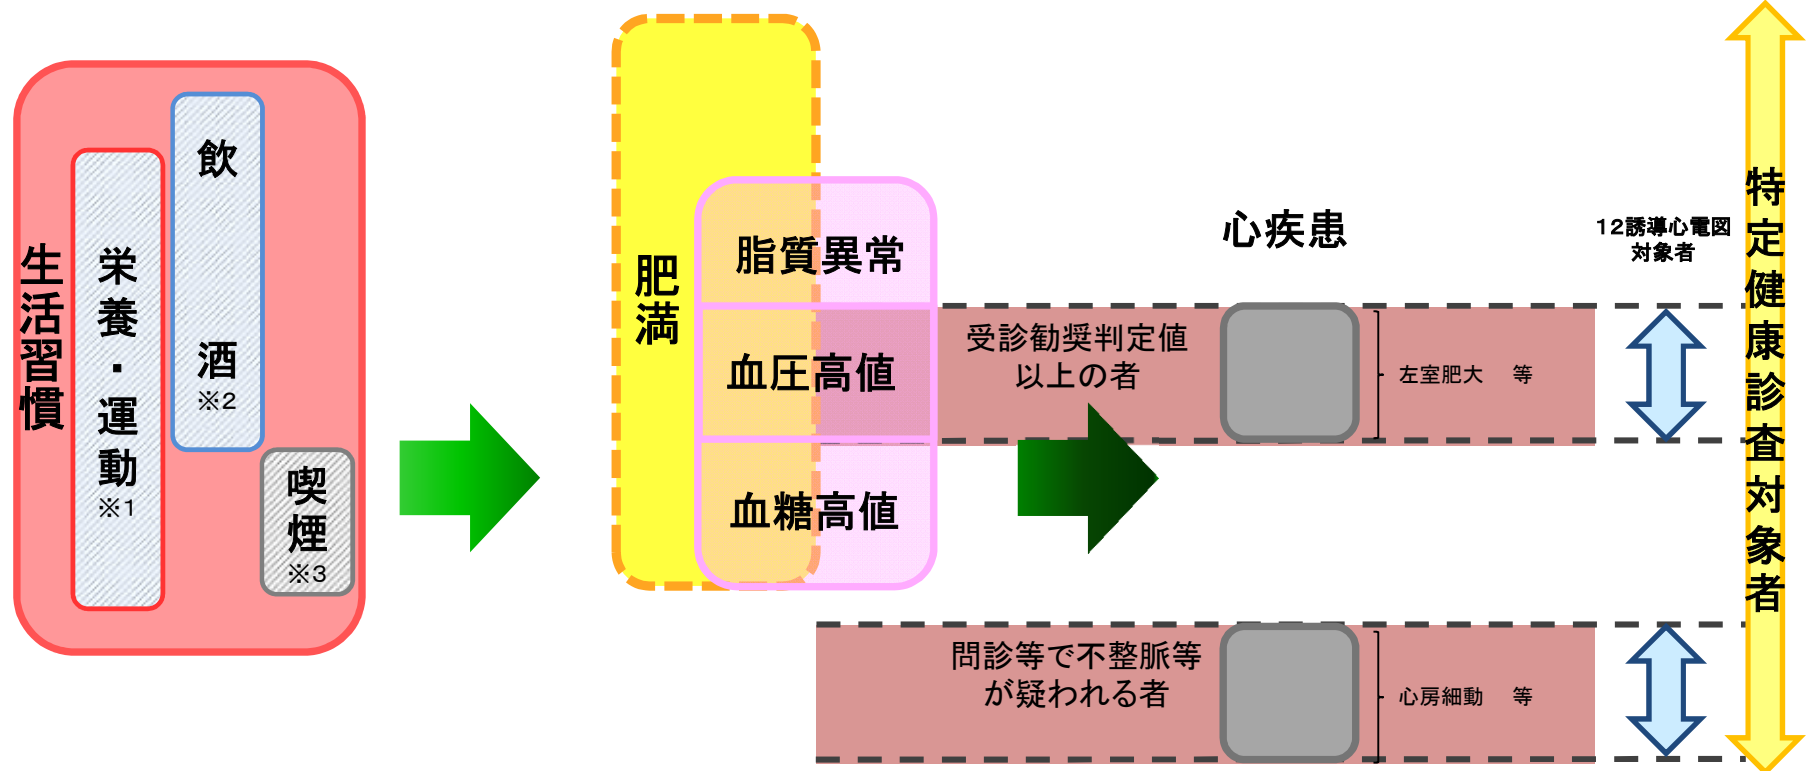 生活習慣
栄養・運動
※1
飲酒
※2
喫煙
※3
肥満
脂質異常
血圧高値
血糖高値
受診勧奨判定値
以上の者
心疾患
左室肥大　等
問診等で不整脈等
が疑われる者
心房細動　等
12誘導心電図
対象者
特定健康診査対象者